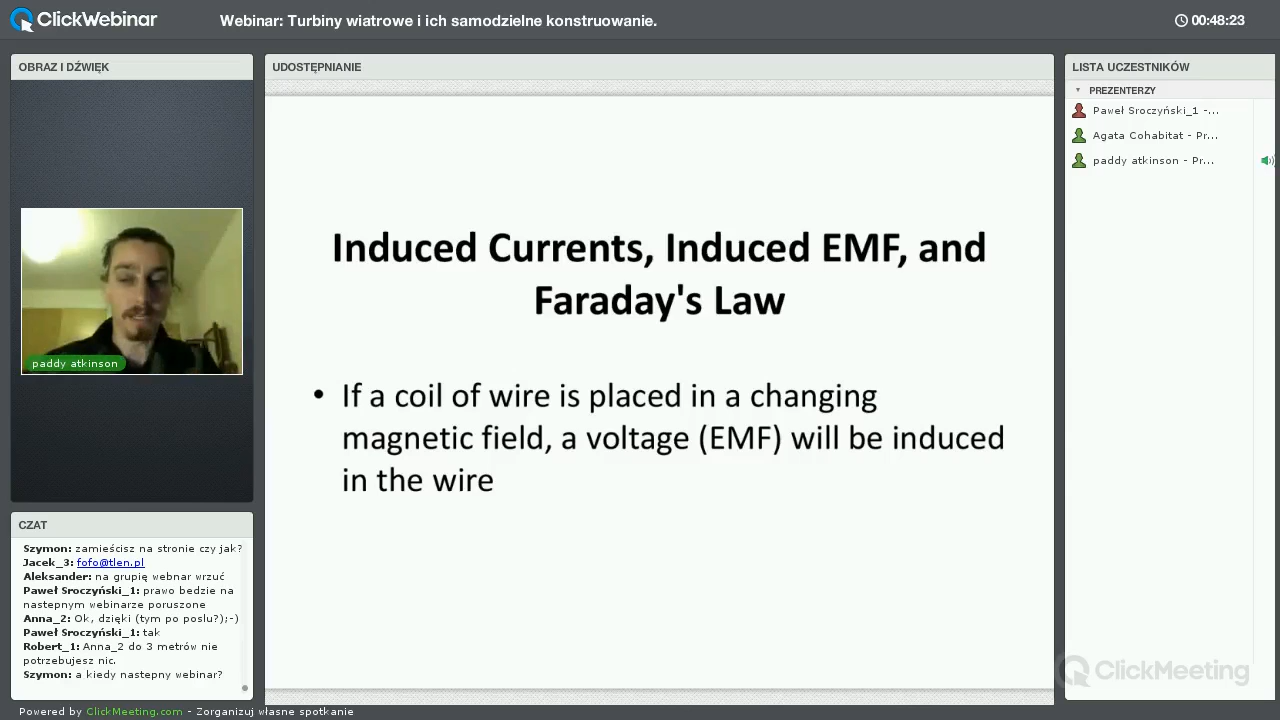 ClickWebinar
Webinar: Turbiny wiatrowe i ich samodzielne konstruowanie.
00:48:23
OBRAZ I DŹWIĘK
paddy atkinson
CZAT
Szymon: zamieścisz na stronie czy jak?
Jacek_3: fofo@tlen.pl
Aleksander: na grupię webnar wrzuć
Paweł Sroczyński_1: prawo bedzie na
nastepnym webinarze poruszone
Anna_2: Ok, dzięki (tym po poslu?);-)
Paweł Sroczyński_1: tak
Robert_1: Anna_2 do 3 metrów nie
potrzebujesz nic.
Szymon: a kiedy nastepny webinar?
UDOSTĘPNIANIE
Induced Currents, Induced EMF, and
Faraday's Law
• If a coil of wire is placed in a changing
magnetic field, a voltage (EMF) will be induced
in the wire
LISTA UCZESTNIKÓW
PREZENTERZY
Paweł Sroczyński_1 -...
Agata Cohabitat - Pr...
paddy atkinson - Pr...
ClickMeeting
Powered by ClickMeeting.com - Zorganizuj własne spotkanie